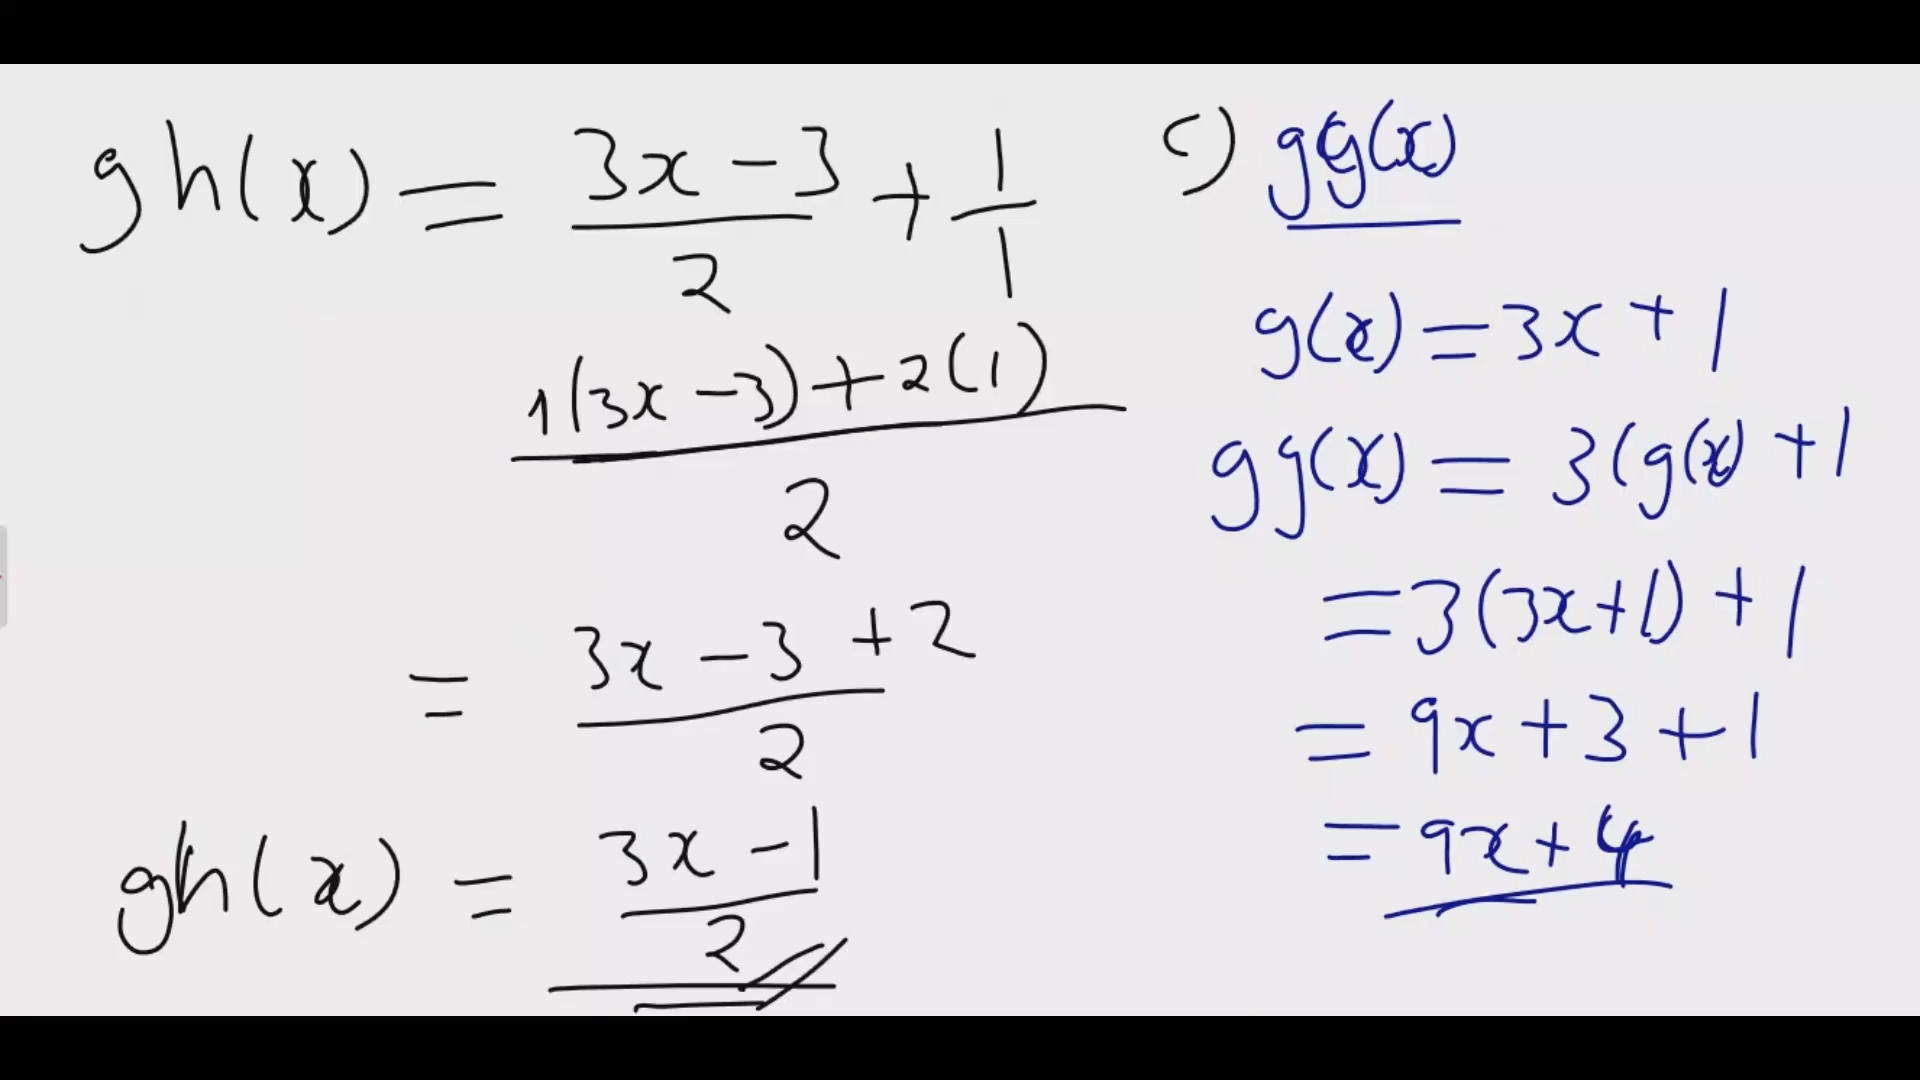 gh(x) = (3x - 3)/2 + 1/1
(1(3x - 3) + 2(1))/2
= (3x - 3 + 2)/2
gh(x) = (3x - 1)/2
c) gg(x)
g(x) = 3x + 1
gg(x) = 3(g(x) + 1
= 3(3x+1) + 1
= 9x + 3 + 1
= 9x + 4